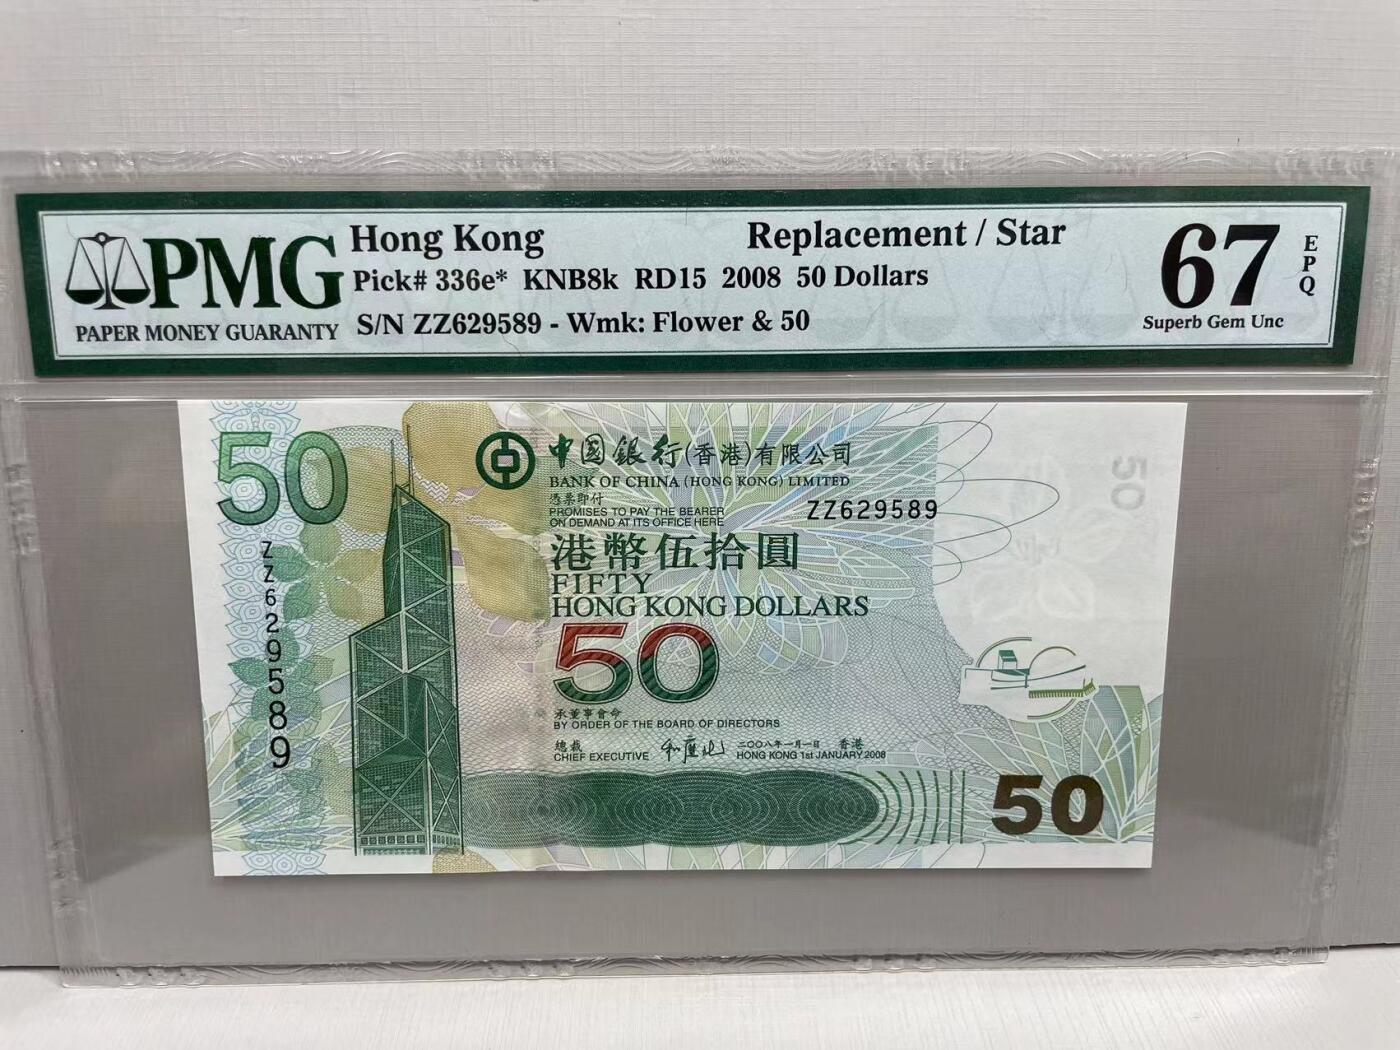 PMG
PAPER MONEY GUARANTY
Hong Kong
Replacement / Star
Pick# 336e* KNB8k RD15 2008 50 Dollars
S/N ZZ629589 - Wmk: Flower & 50
67
EPQ
Superb Gem Unc
50
中國銀行(香港)有限公司
BANK OF CHINA (HONG KONG) LIMITED
憑票即付
PROMISES TO PAY THE BEARER
ON DEMAND AT ITS OFFICE HERE
ZZ629589
港幣伍拾圓
FIFTY
HONG KONG DOLLARS
50
ZZ629589
承董事會命
BY ORDER OF THE BOARD OF DIRECTORS
總裁
CHIEF EXECUTIVE
和廣北
二〇〇八年一月一日 香港
HONG KONG 1st JANUARY 2008
50
50